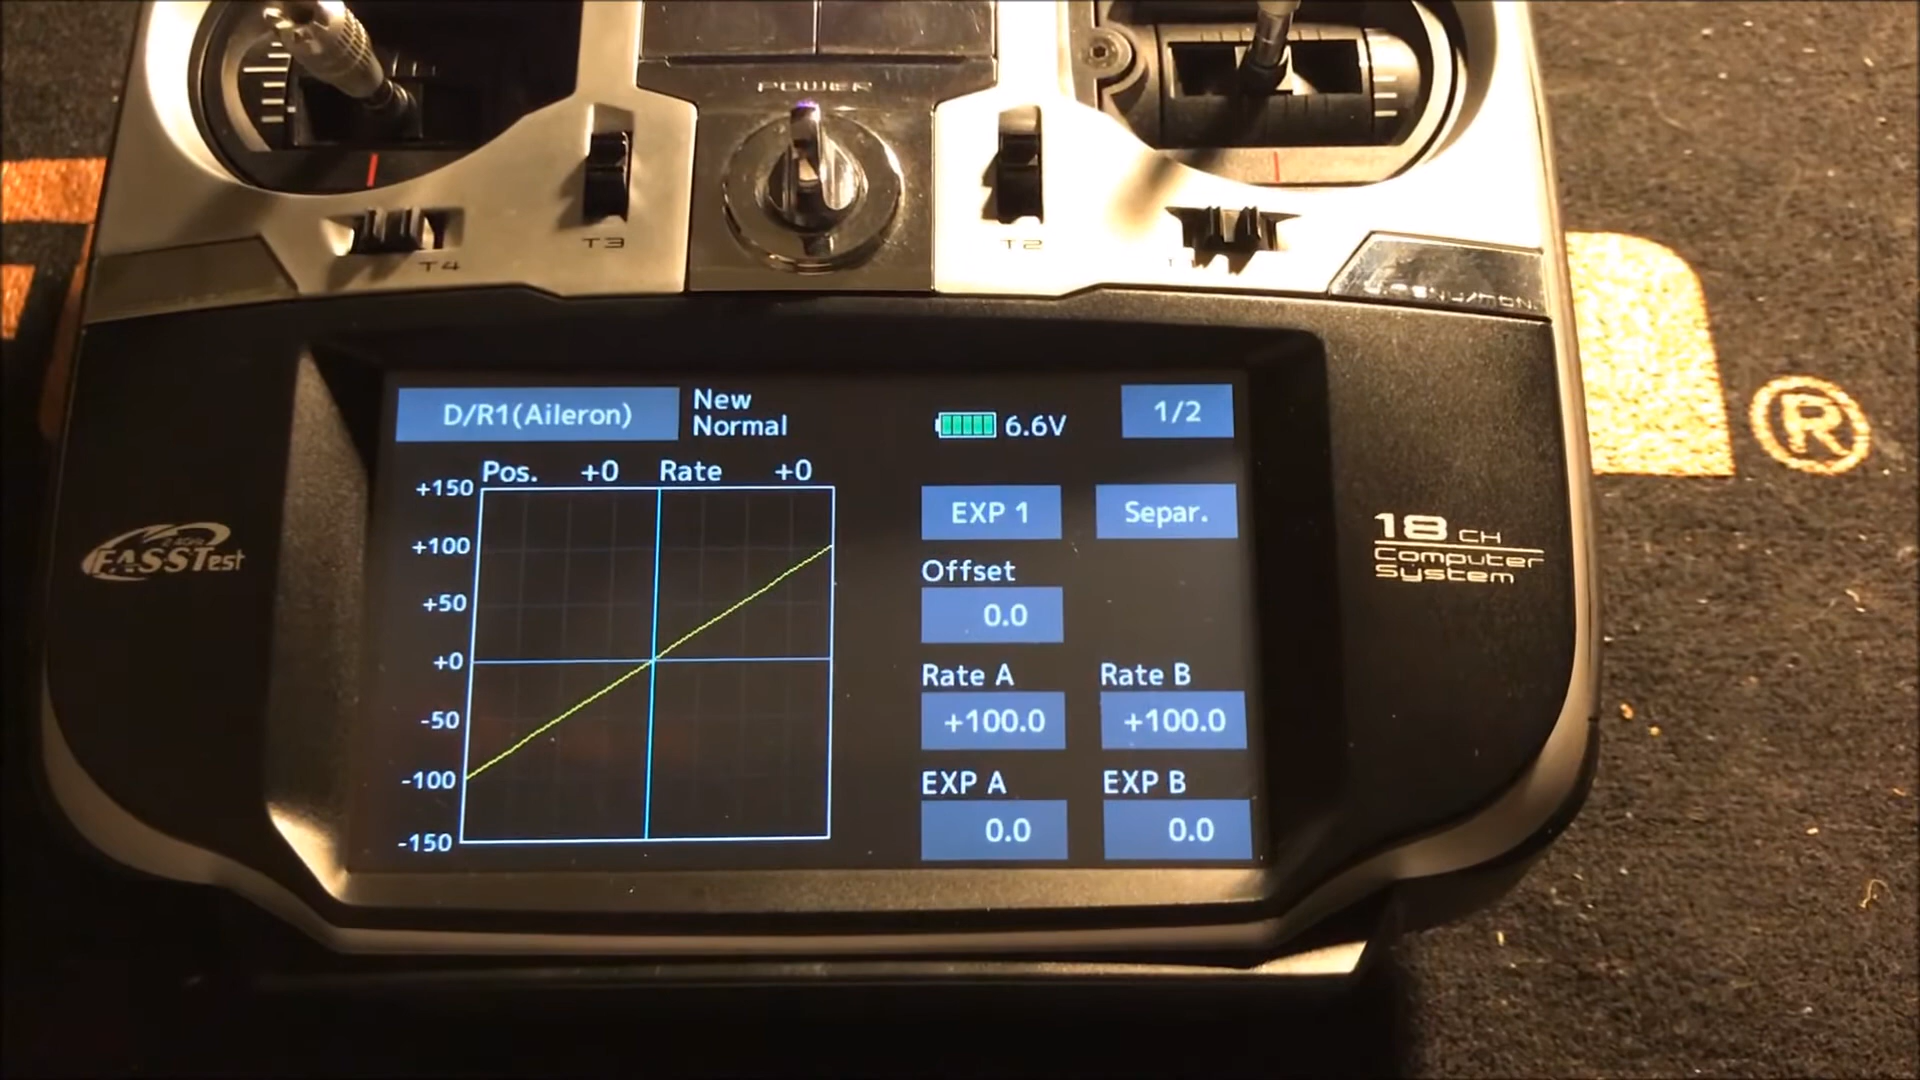 POWER
T3
T2
T4
D/R1(Aileron)
New
Normal
6.6V
1/2
Pos. +0 Rate +0
+150
+100
+50
+0
-50
-100
-150
EXP 1
Separ.
Offset
0.0
Rate A
Rate B
+100.0
+100.0
EXP A
EXP B
0.0
0.0
FASSTest
18 CH
Computer
System
®